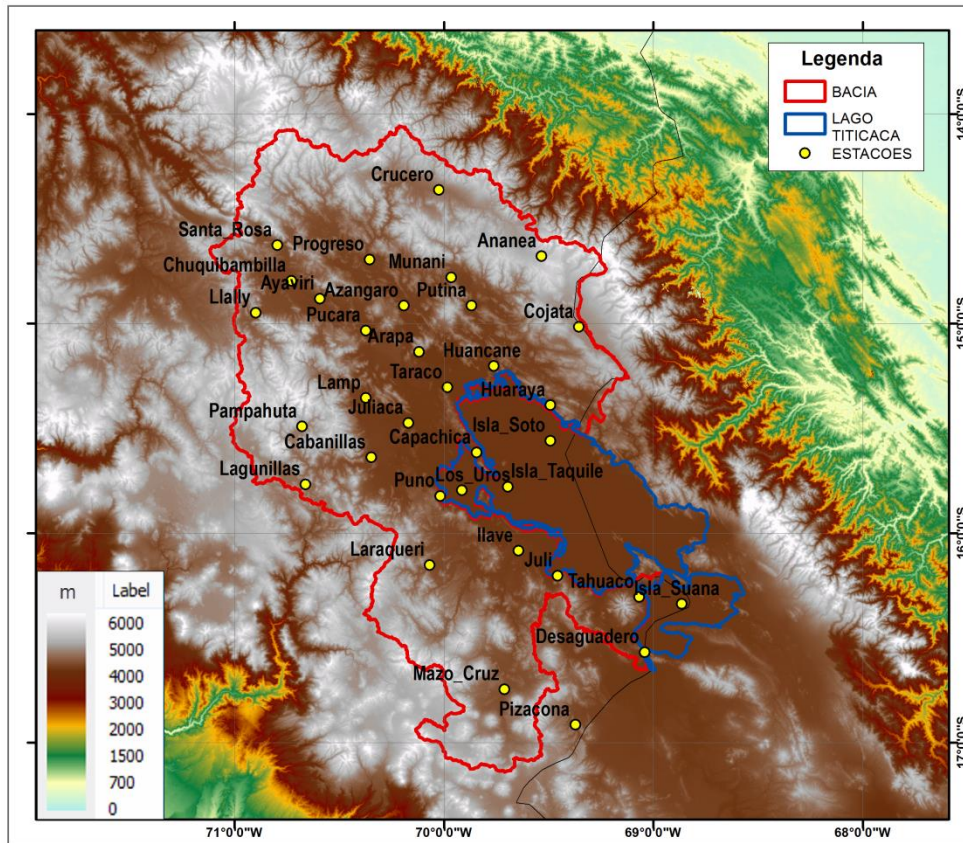 Legenda
BACIA
LAGO
TITICACA
ESTACOES
Crucero
Santa_Rosa
Progreso
Ananea
Chuquibambilla
Munani
Ayaviri
Azangaro
Putina
Llally
Pucara
Cojata
Arapa
Huancane
Taraco
Lamp
Huaraya
Juliaca
Pampahuta
Isla_Soto
Cabanillas
Capachica
Lagunillas
Puno
Los_Uros
Isla_Taquile
Ilave
Laraqueri
Juli
Tahuaco
Isla_Suana
Desaguadero
Mazo_Cruz
Pizacona
m
Label
6000
5000
4000
3000
2000
1500
700
0
14°0'0"S
15°0'0"S
16°0'0"S
17°0'0"S
71°0'0"W
70°0'0"W
69°0'0"W
68°0'0"W